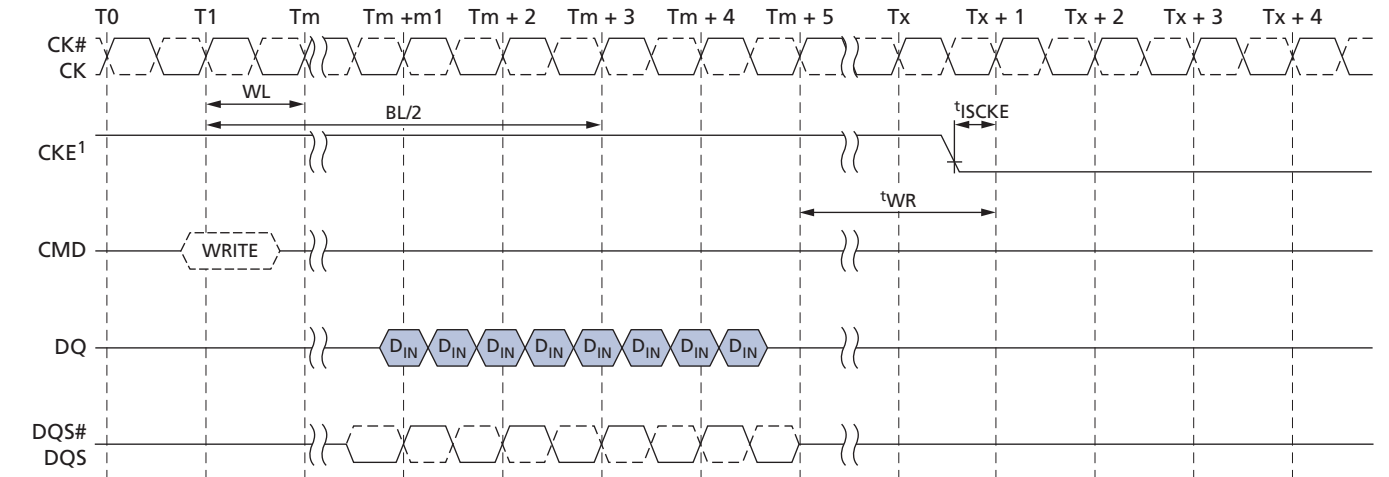 T0 T1 Tm Tm +m1 Tm + 2 Tm + 3 Tm + 4 Tm + 5 Tx Tx + 1 Tx + 2 Tx + 3 Tx + 4
CK#
CK
WL
BL/2
tISCKE
CKE1
tWR
CMD WRITE
DQ DIN DIN DIN DIN DIN DIN DIN DIN
DQS#
DQS